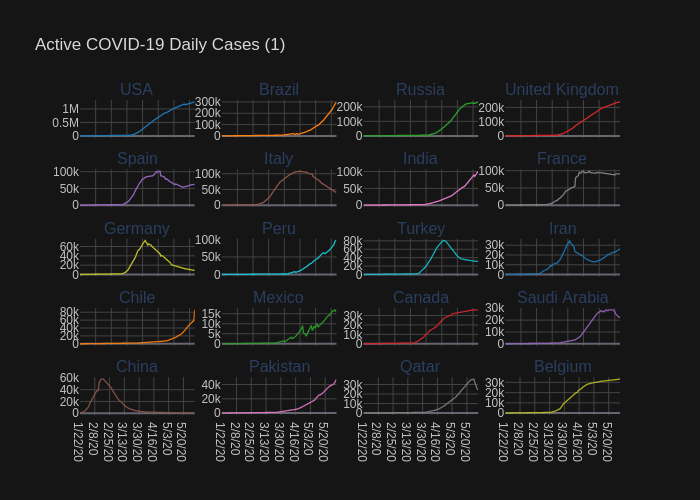 Active COVID-19 Daily Cases (1)
USA Brazil Russia United Kingdom
1M 0.5M 0 300k 200k 100k 0 200k 100k 0 200k 100k 0
Spain Italy India France
100k 50k 0 100k 50k 0 100k 50k 0 100k 50k 0
Germany Peru Turkey Iran
60k 40k 20k 0 100k 50k 0 80k 60k 40k 20k 0 30k 20k 10k 0
Chile Mexico Canada Saudi Arabia
80k 60k 40k 20k 0 15k 10k 5k 0 30k 20k 10k 0 30k 20k 10k 0
China Pakistan Qatar Belgium
60k 40k 20k 0 40k 20k 0 30k 20k 10k 0 30k 20k 10k 0
1/22/20 2/8/20 2/25/20 3/13/20 3/30/20 4/16/20 5/3/20 5/20/20 1/22/20 2/8/20 2/25/20 3/13/20 3/30/20 4/16/20 5/3/20 5/20/20 1/22/20 2/8/20 2/25/20 3/13/20 3/30/20 4/16/20 5/3/20 5/20/20 1/22/20 2/8/20 2/25/20 3/13/20 3/30/20 4/16/20 5/3/20 5/20/20